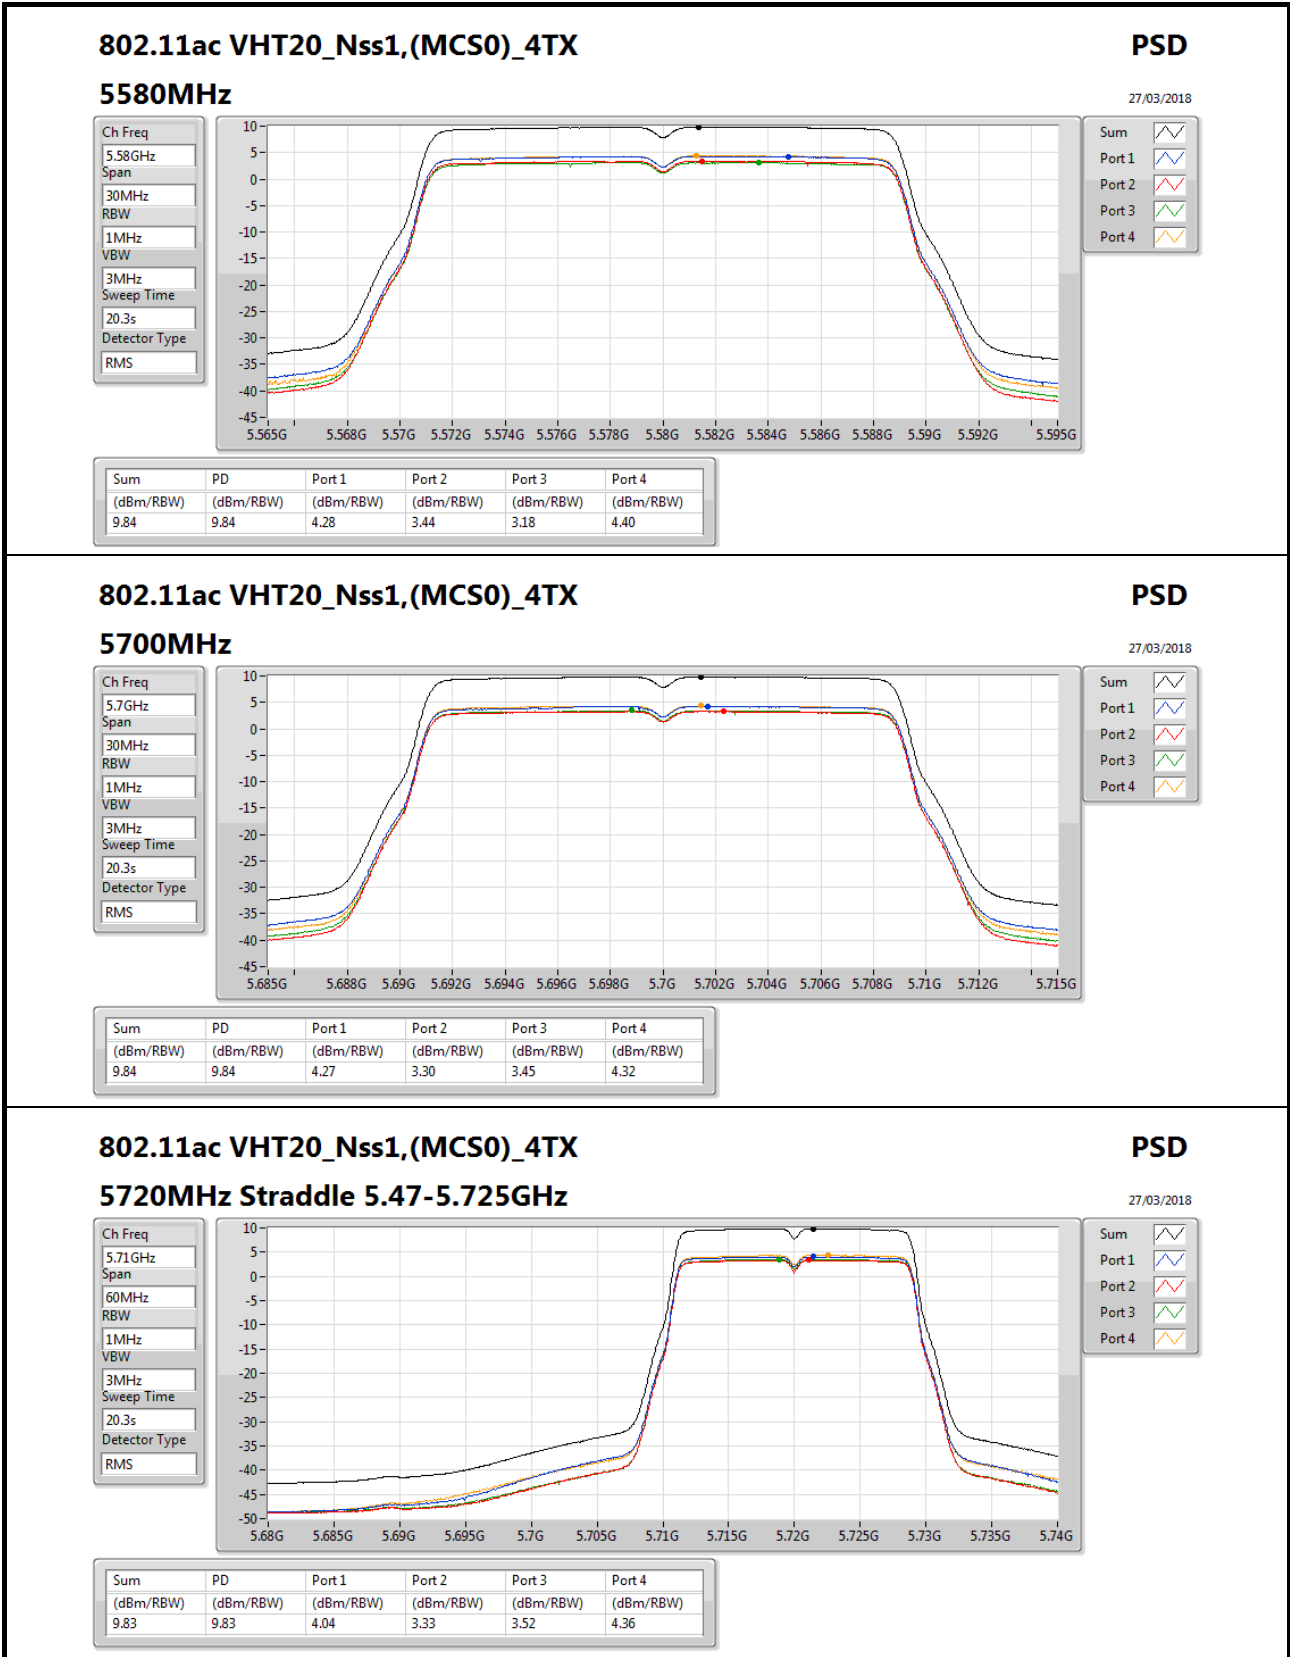 802.11ac VHT20_Nss1,(MCS0)_4TX PSD
5580MHz 27/03/2018
Ch Freq
5.58GHz
Span
30MHz
RBW
1MHz
VBW
3MHz
Sweep Time
20.3s
Detector Type
RMS
10
5
0
-5
-10
-15
-20
-25
-30
-35
-40
-45
5.565G 5.568G 5.57G 5.572G 5.574G 5.576G 5.578G 5.58G 5.582G 5.584G 5.586G 5.588G 5.59G 5.592G 5.595G
Sum
Port 1
Port 2
Port 3
Port 4
Sum PD Port 1 Port 2 Port 3 Port 4
(dBm/RBW) (dBm/RBW) (dBm/RBW) (dBm/RBW) (dBm/RBW) (dBm/RBW)
9.84 9.84 4.28 3.44 3.18 4.40
802.11ac VHT20_Nss1,(MCS0)_4TX PSD
5700MHz 27/03/2018
Ch Freq
5.7GHz
Span
30MHz
RBW
1MHz
VBW
3MHz
Sweep Time
20.3s
Detector Type
RMS
10
5
0
-5
-10
-15
-20
-25
-30
-35
-40
-45
5.685G 5.688G 5.69G 5.692G 5.694G 5.696G 5.698G 5.7G 5.702G 5.704G 5.706G 5.708G 5.71G 5.712G 5.715G
Sum
Port 1
Port 2
Port 3
Port 4
Sum PD Port 1 Port 2 Port 3 Port 4
(dBm/RBW) (dBm/RBW) (dBm/RBW) (dBm/RBW) (dBm/RBW) (dBm/RBW)
9.84 9.84 4.27 3.30 3.45 4.32
802.11ac VHT20_Nss1,(MCS0)_4TX PSD
5720MHz Straddle 5.47-5.725GHz 27/03/2018
Ch Freq
5.71GHz
Span
60MHz
RBW
1MHz
VBW
3MHz
Sweep Time
20.3s
Detector Type
RMS
10
5
0
-5
-10
-15
-20
-25
-30
-35
-40
-45
-50
5.68G 5.685G 5.69G 5.695G 5.7G 5.705G 5.71G 5.715G 5.72G 5.725G 5.73G 5.735G 5.74G
Sum
Port 1
Port 2
Port 3
Port 4
Sum PD Port 1 Port 2 Port 3 Port 4
(dBm/RBW) (dBm/RBW) (dBm/RBW) (dBm/RBW) (dBm/RBW) (dBm/RBW)
9.83 9.83 4.04 3.33 3.52 4.36